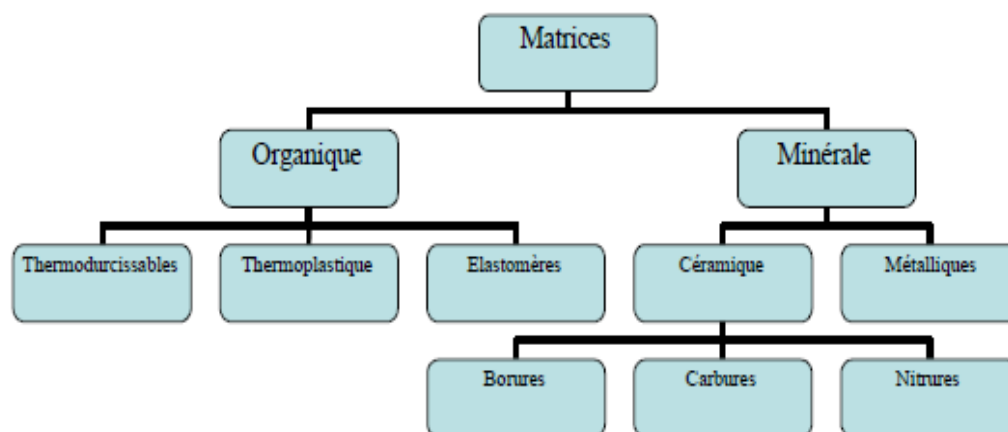 Matrices
Organique
Minérale
Thermodurcissables
Thermoplastique
Elastomères
Céramique
Métalliques
Borures
Carbures
Nitrures